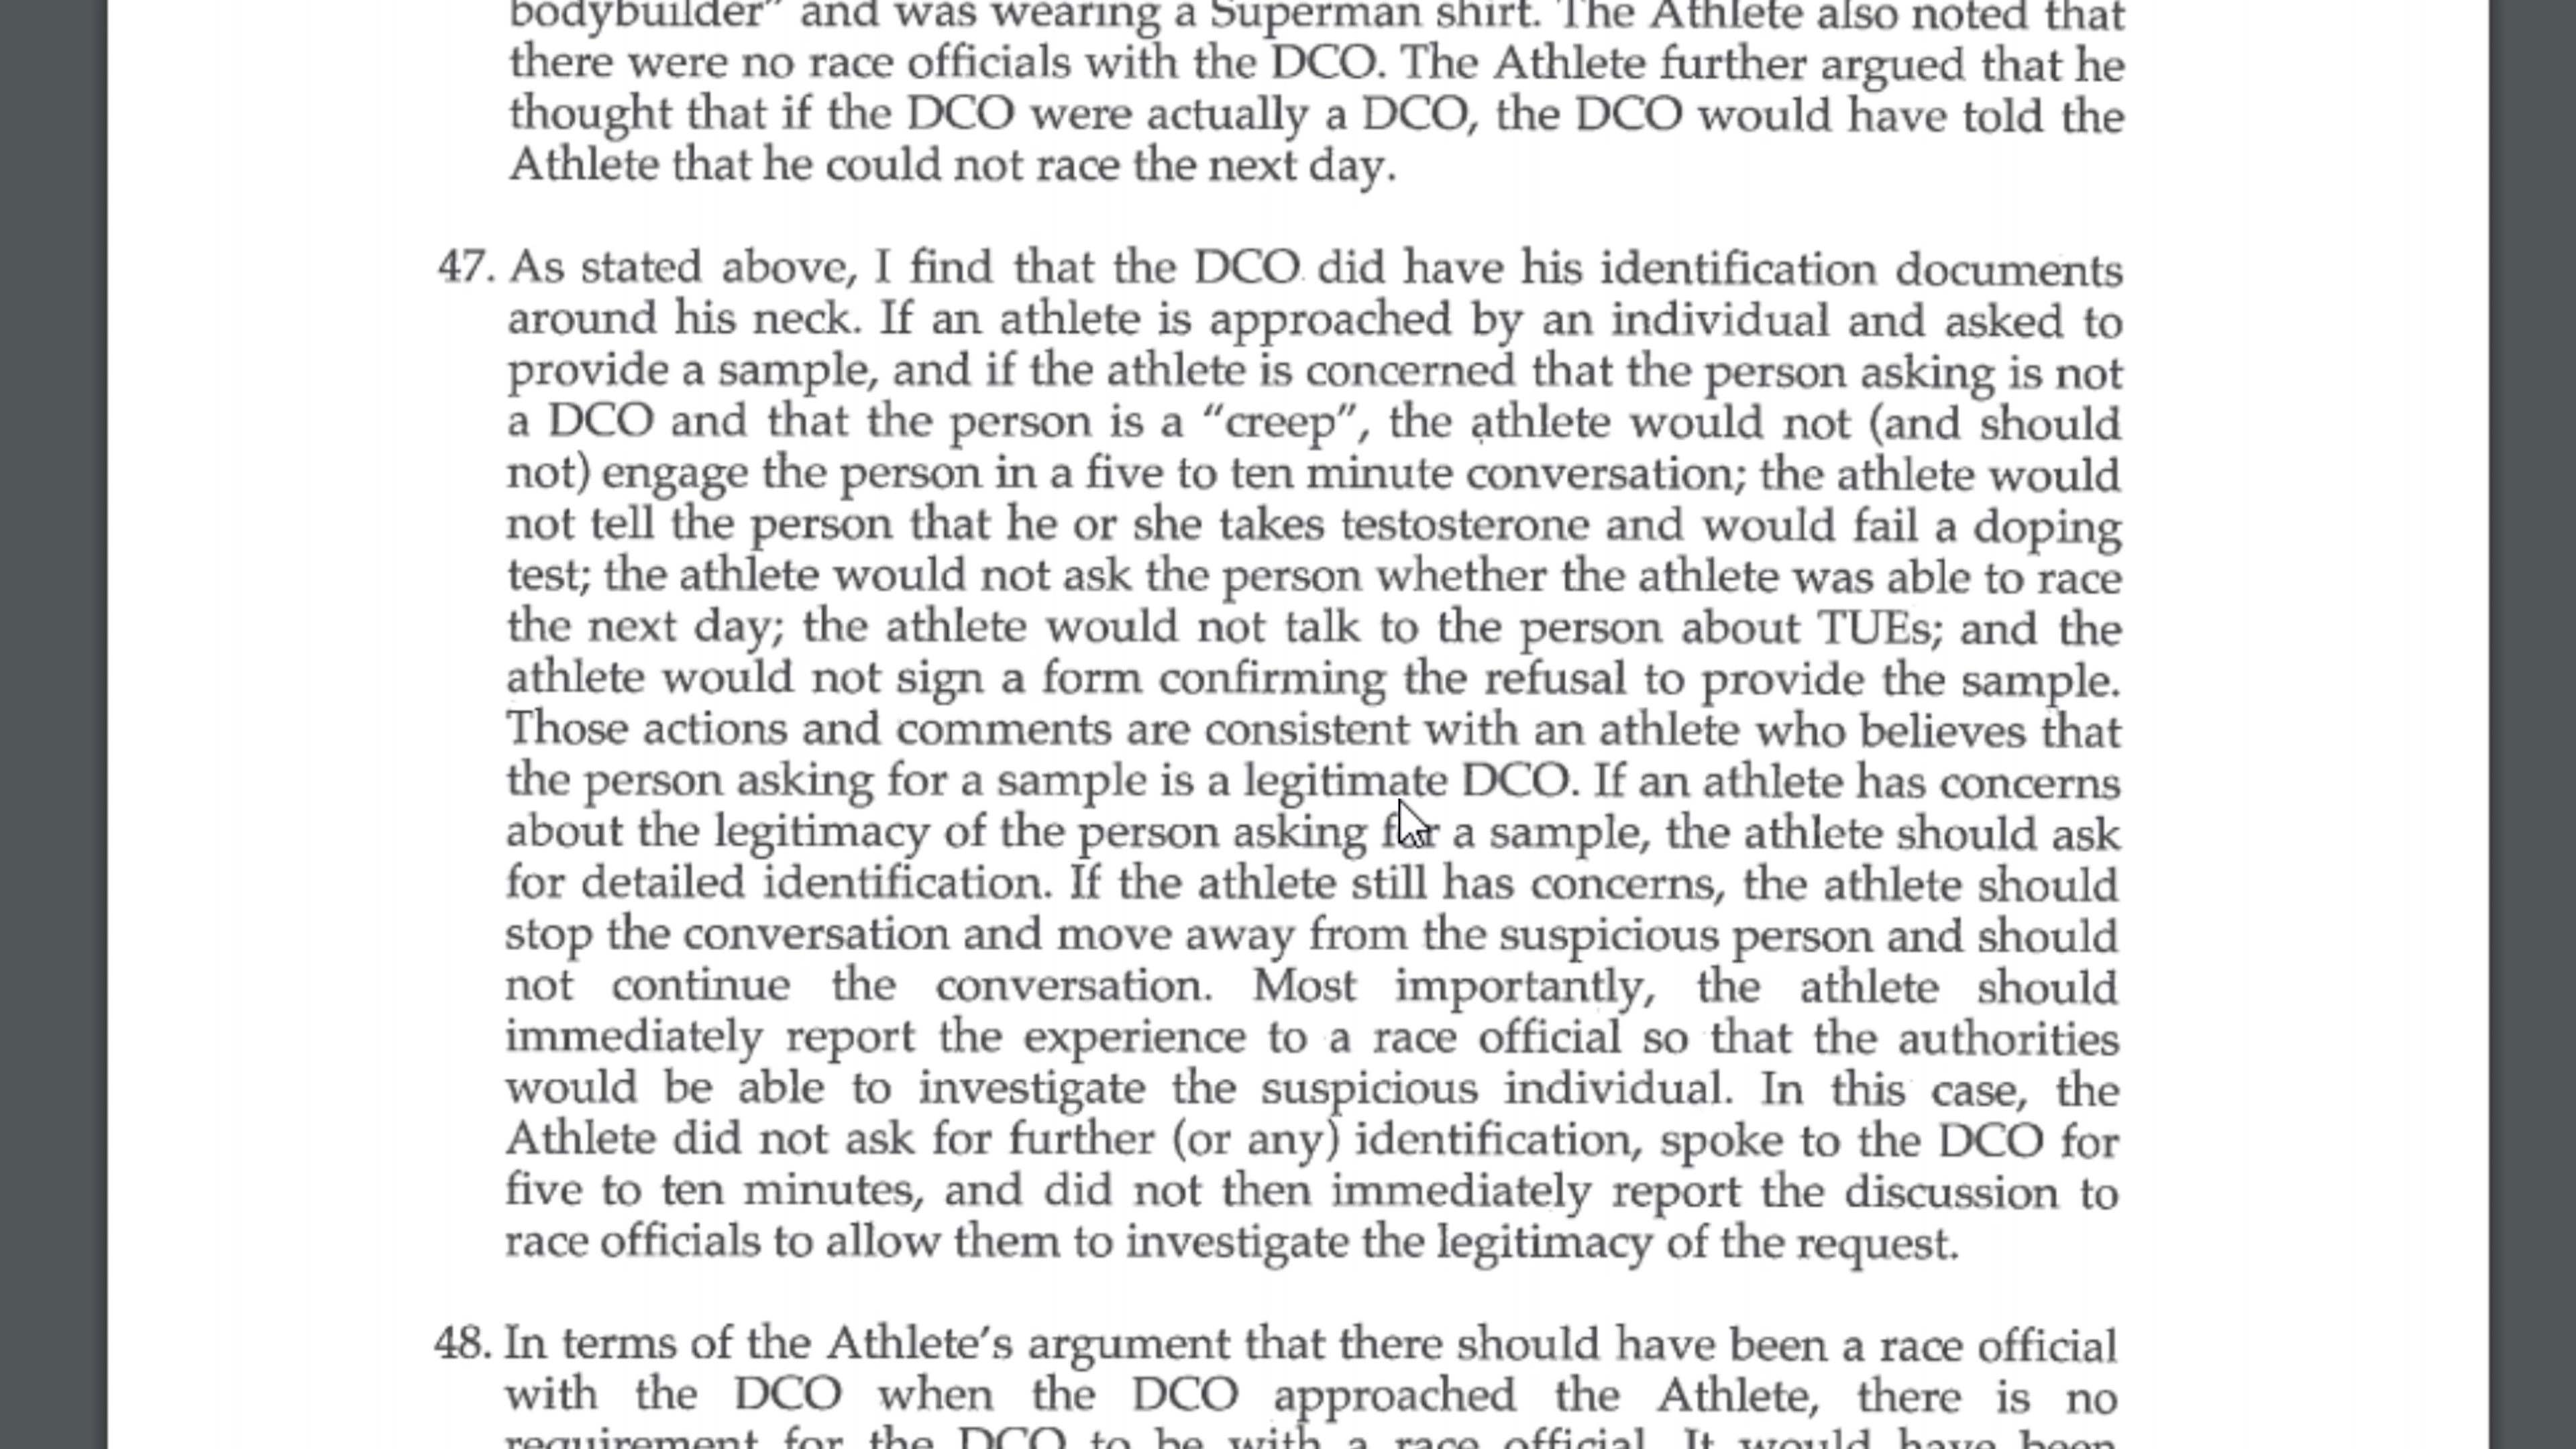 bodybuilder” and was wearing a Superman shirt. The Athlete also noted that
there were no race officials with the DCO. The Athlete further argued that he
thought that if the DCO were actually a DCO, the DCO would have told the
Athlete that he could not race the next day.
47. As stated above, I find that the DCO did have his identification documents
around his neck. If an athlete is approached by an individual and asked to
provide a sample, and if the athlete is concerned that the person asking is not
a DCO and that the person is a “creep”, the athlete would not (and should
not) engage the person in a five to ten minute conversation; the athlete would
not tell the person that he or she takes testosterone and would fail a doping
test; the athlete would not ask the person whether the athlete was able to race
the next day; the athlete would not talk to the person about TUEs; and the
athlete would not sign a form confirming the refusal to provide the sample.
Those actions and comments are consistent with an athlete who believes that
the person asking for a sample is a legitimate DCO. If an athlete has concerns
about the legitimacy of the person asking for a sample, the athlete should ask
for detailed identification. If the athlete still has concerns, the athlete should
stop the conversation and move away from the suspicious person and should
not continue the conversation. Most importantly, the athlete should
immediately report the experience to a race official so that the authorities
would be able to investigate the suspicious individual. In this case, the
Athlete did not ask for further (or any) identification, spoke to the DCO for
five to ten minutes, and did not then immediately report the discussion to
race officials to allow them to investigate the legitimacy of the request.
48. In terms of the Athlete’s argument that there should have been a race official
with the DCO when the DCO approached the Athlete, there is no
requirement for the DCO to be with a race official. It would have been